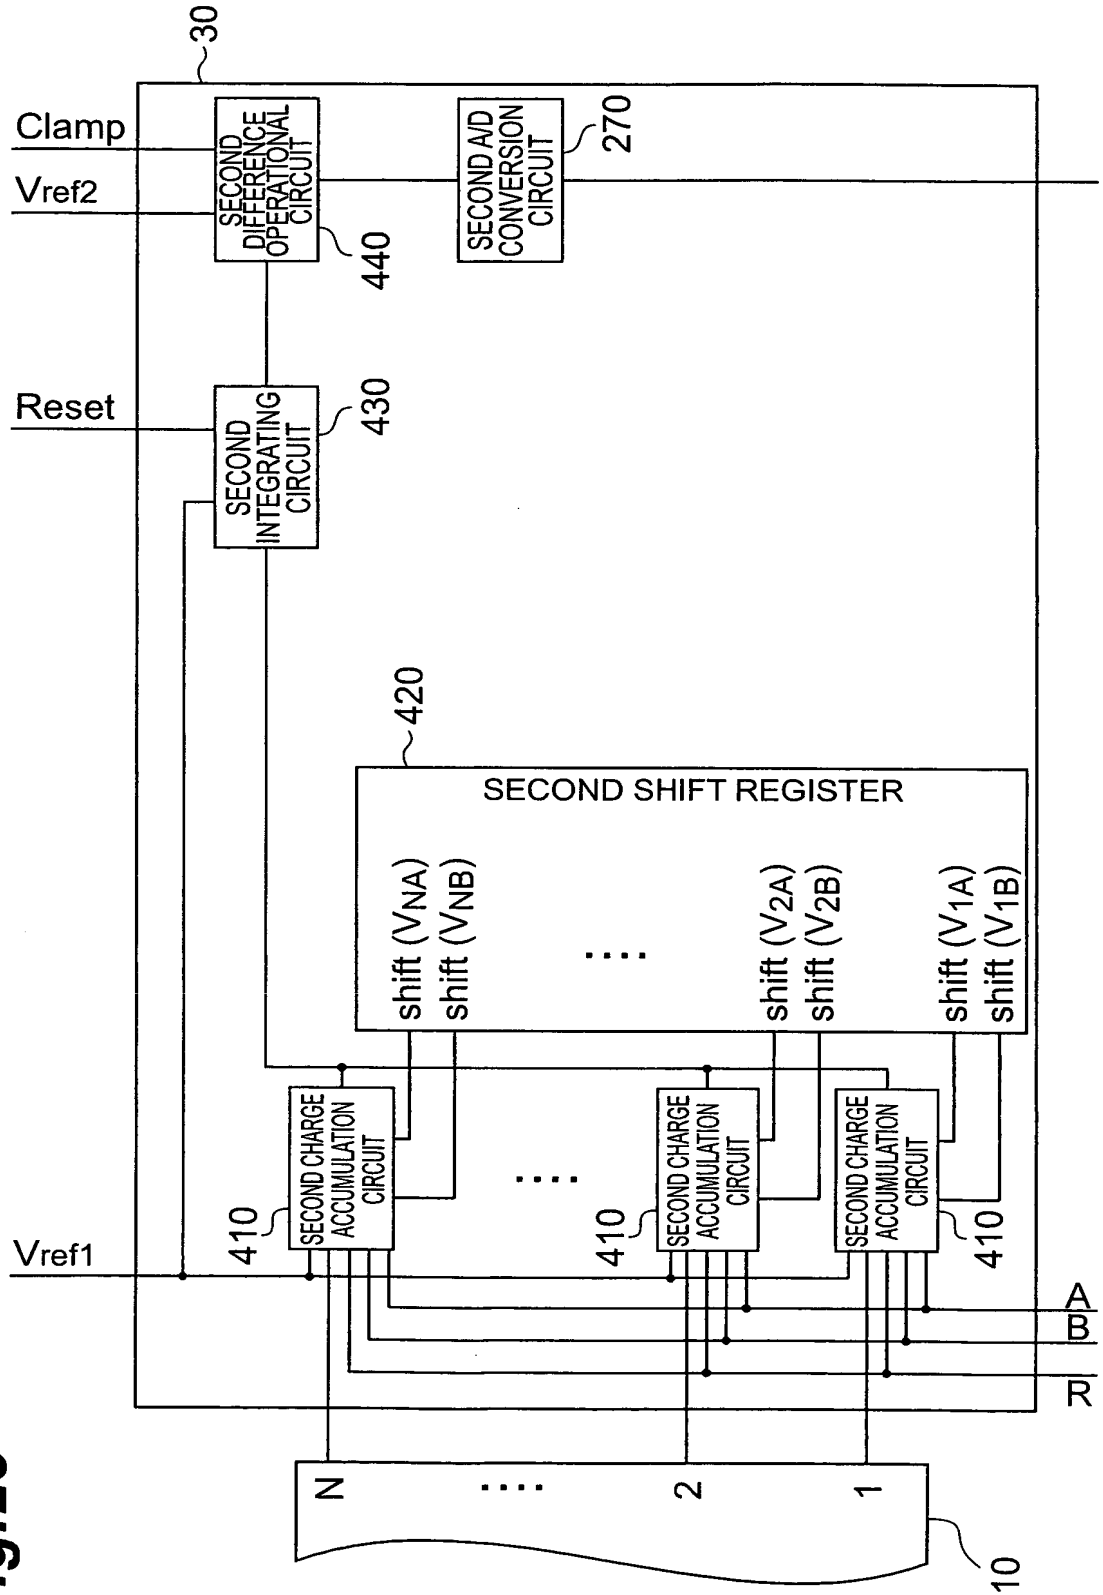 30
Clamp
Vref2
Reset
Vref1
SECOND
DIFFERENCE
OPERATIONAL
CIRCUIT
440
SECOND A/D
CONVERSION
CIRCUIT
270
SECOND
INTEGRATING
CIRCUIT
430
420
SECOND SHIFT REGISTER
shift (VNA)
shift (VNB)
....
shift (V2A)
shift (V2B)
shift (V1A)
shift (V1B)
SECOND CHARGE
ACCUMULATION
CIRCUIT
410
....
SECOND CHARGE
ACCUMULATION
CIRCUIT
410
SECOND CHARGE
ACCUMULATION
CIRCUIT
410
A
B
R
N
....
2
1
10